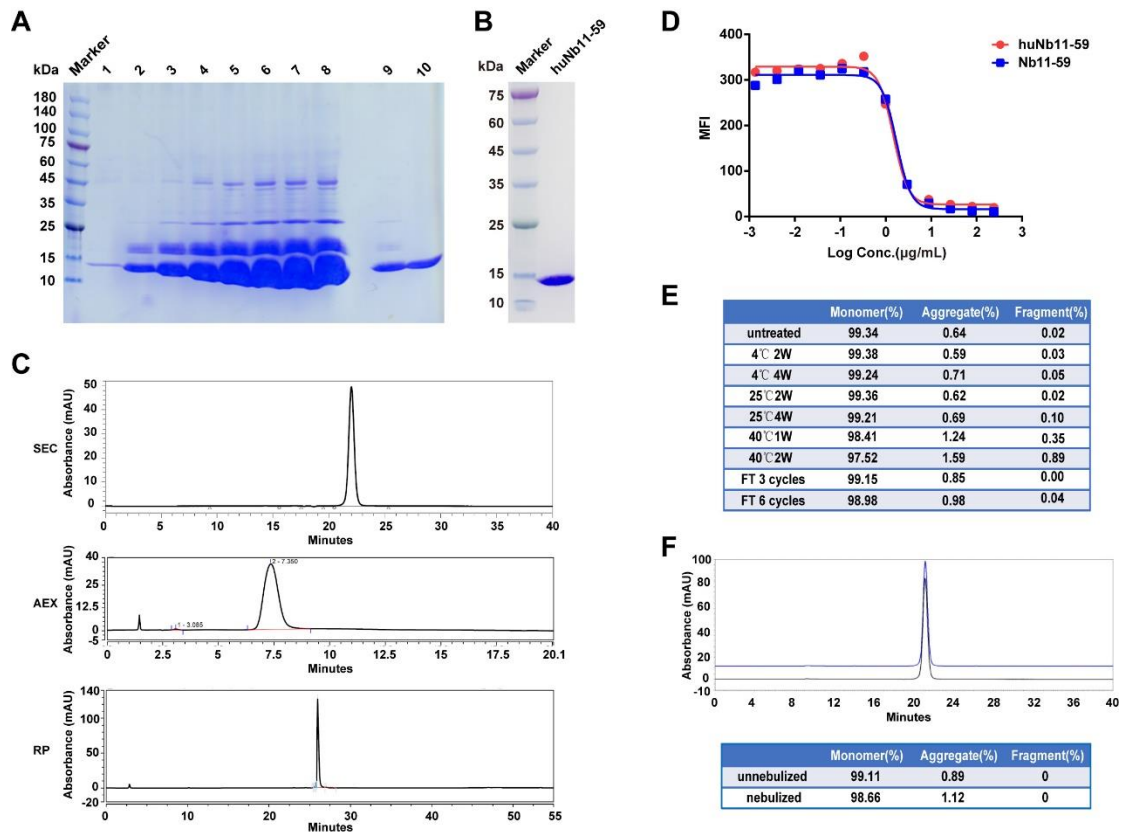 A
Marker
1 2 3 4 5 6 7 8 9 10
kDa
180
140
100
75
60
45
35
25
15
10
B
Marker
huNb11-59
kDa
75
60
45
35
25
15
10
C
SEC
Absorbance (mAU)
50
40
30
20
10
0
0 5 10 15 20 25 30 35 40
Minutes
AEX
Absorbance (mAU)
40
25
12.5
0
-5
1 - 3.085
2 - 7.350
0 2.5 5.0 7.5 10.0 12.5 15.0 17.5 20.1
Minutes
RP
Absorbance (mAU)
140
100
50
0
-20
0 10 20 30 40 50 55
Minutes
D
400
300
200
100
0
MFI
-3 -2 -1 0 1 2 3
Log Conc.(μg/mL)
huNb11-59
Nb11-59
E
Monomer(%) Aggregate(%) Fragment(%)
untreated 99.34 0.64 0.02
4℃ 2W 99.38 0.59 0.03
4℃ 4W 99.24 0.71 0.05
25℃2W 99.36 0.62 0.02
25℃4W 99.21 0.69 0.10
40℃1W 98.41 1.24 0.35
40℃2W 97.52 1.59 0.89
FT 3 cycles 99.15 0.85 0.00
FT 6 cycles 98.98 0.98 0.04
F
Absorbance (mAU)
100
80
60
40
20
0
-10
0 4 8 12 16 20 24 28 32 36 40
Minutes
Monomer(%) Aggregate(%) Fragment(%)
unnebulized 99.11 0.89 0
nebulized 98.66 1.12 0